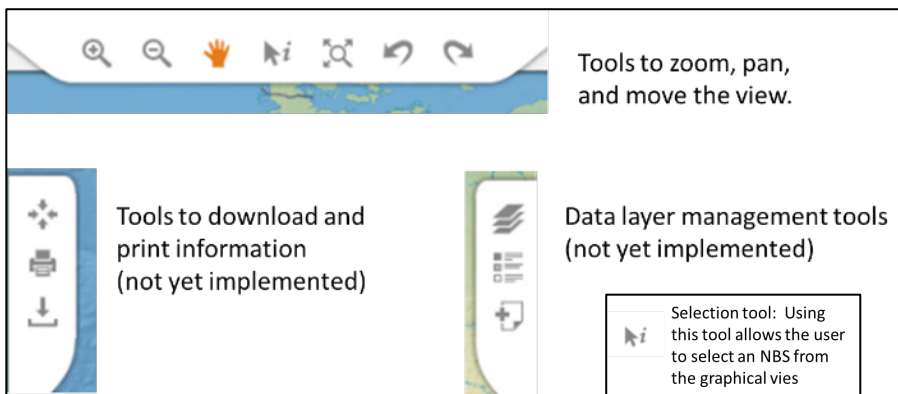 Tools to zoom, pan,
and move the view.
Tools to download and
print information
(not yet implemented)
Data layer management tools
(not yet implemented)
Selection tool: Using
this tool allows the user
to select an NBS from
the graphical vies